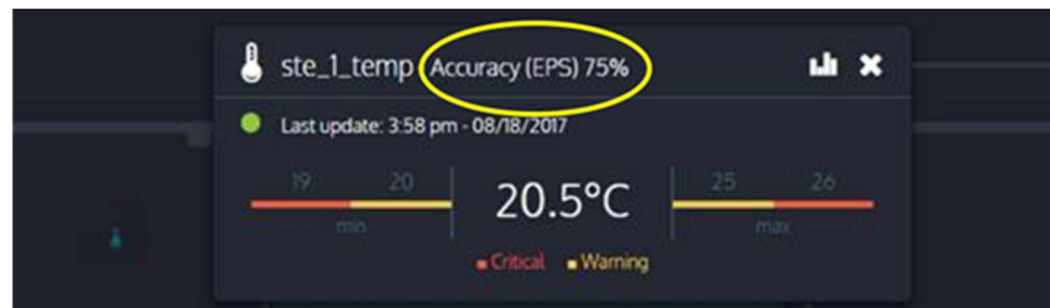 ste_1_temp Accuracy (EPS) 75%
Last update: 3:58 pm - 08/18/2017
19 20 20.5°C 25 26
min max
Critical Warning